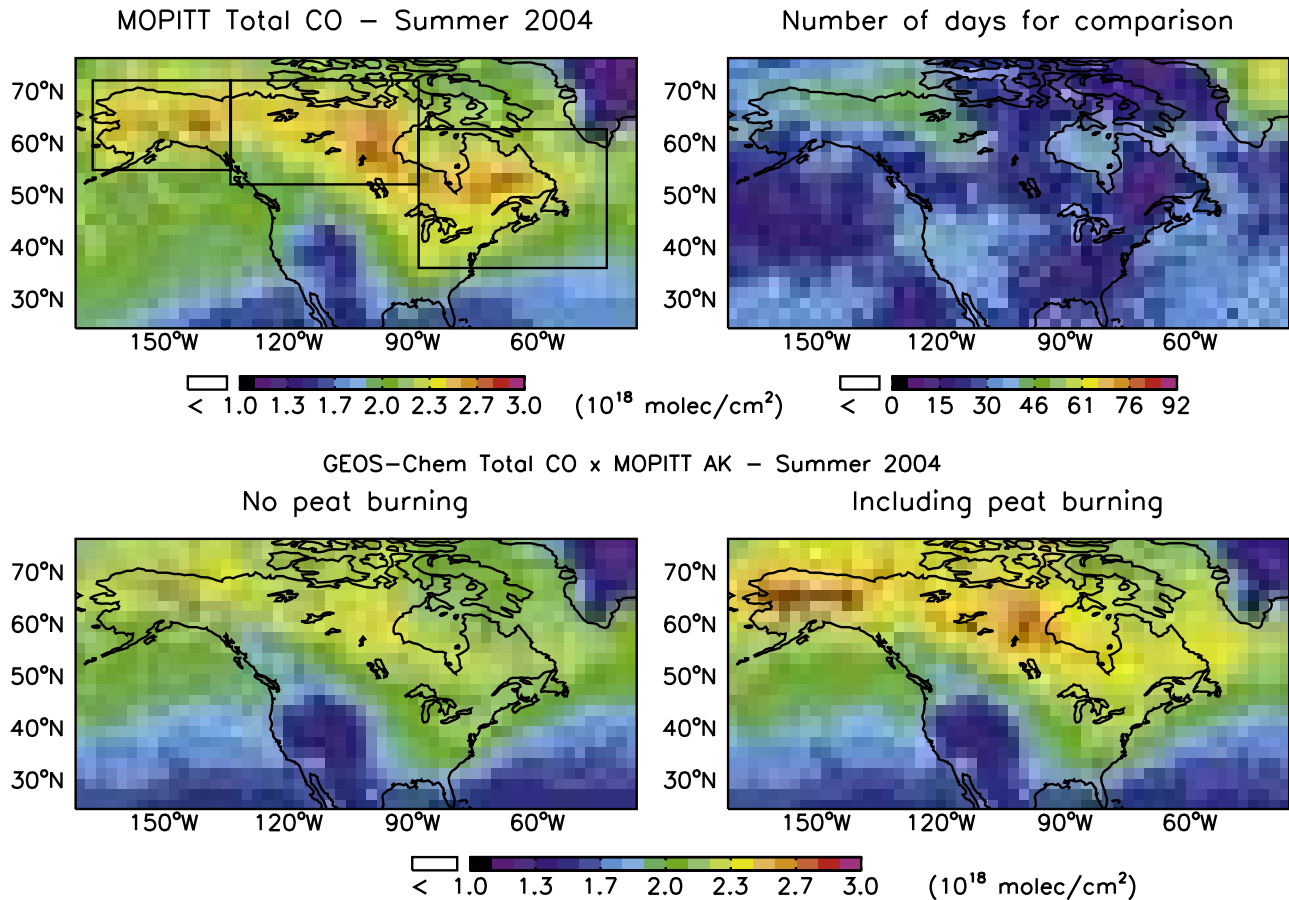 MOPITT Total CO − Summer 2004
Number of days for comparison
70°N
60°N
50°N
40°N
30°N
150°W 120°W 90°W 60°W
70°N
60°N
50°N
40°N
30°N
150°W 120°W 90°W 60°W
< 1.0 1.3 1.7 2.0 2.3 2.7 3.0 (10¹⁸ molec/cm²)
< 0 15 30 46 61 76 92
GEOS−Chem Total CO x MOPITT AK − Summer 2004
No peat burning
Including peat burning
70°N
60°N
50°N
40°N
30°N
150°W 120°W 90°W 60°W
70°N
60°N
50°N
40°N
30°N
150°W 120°W 90°W 60°W
< 1.0 1.3 1.7 2.0 2.3 2.7 3.0 (10¹⁸ molec/cm²)